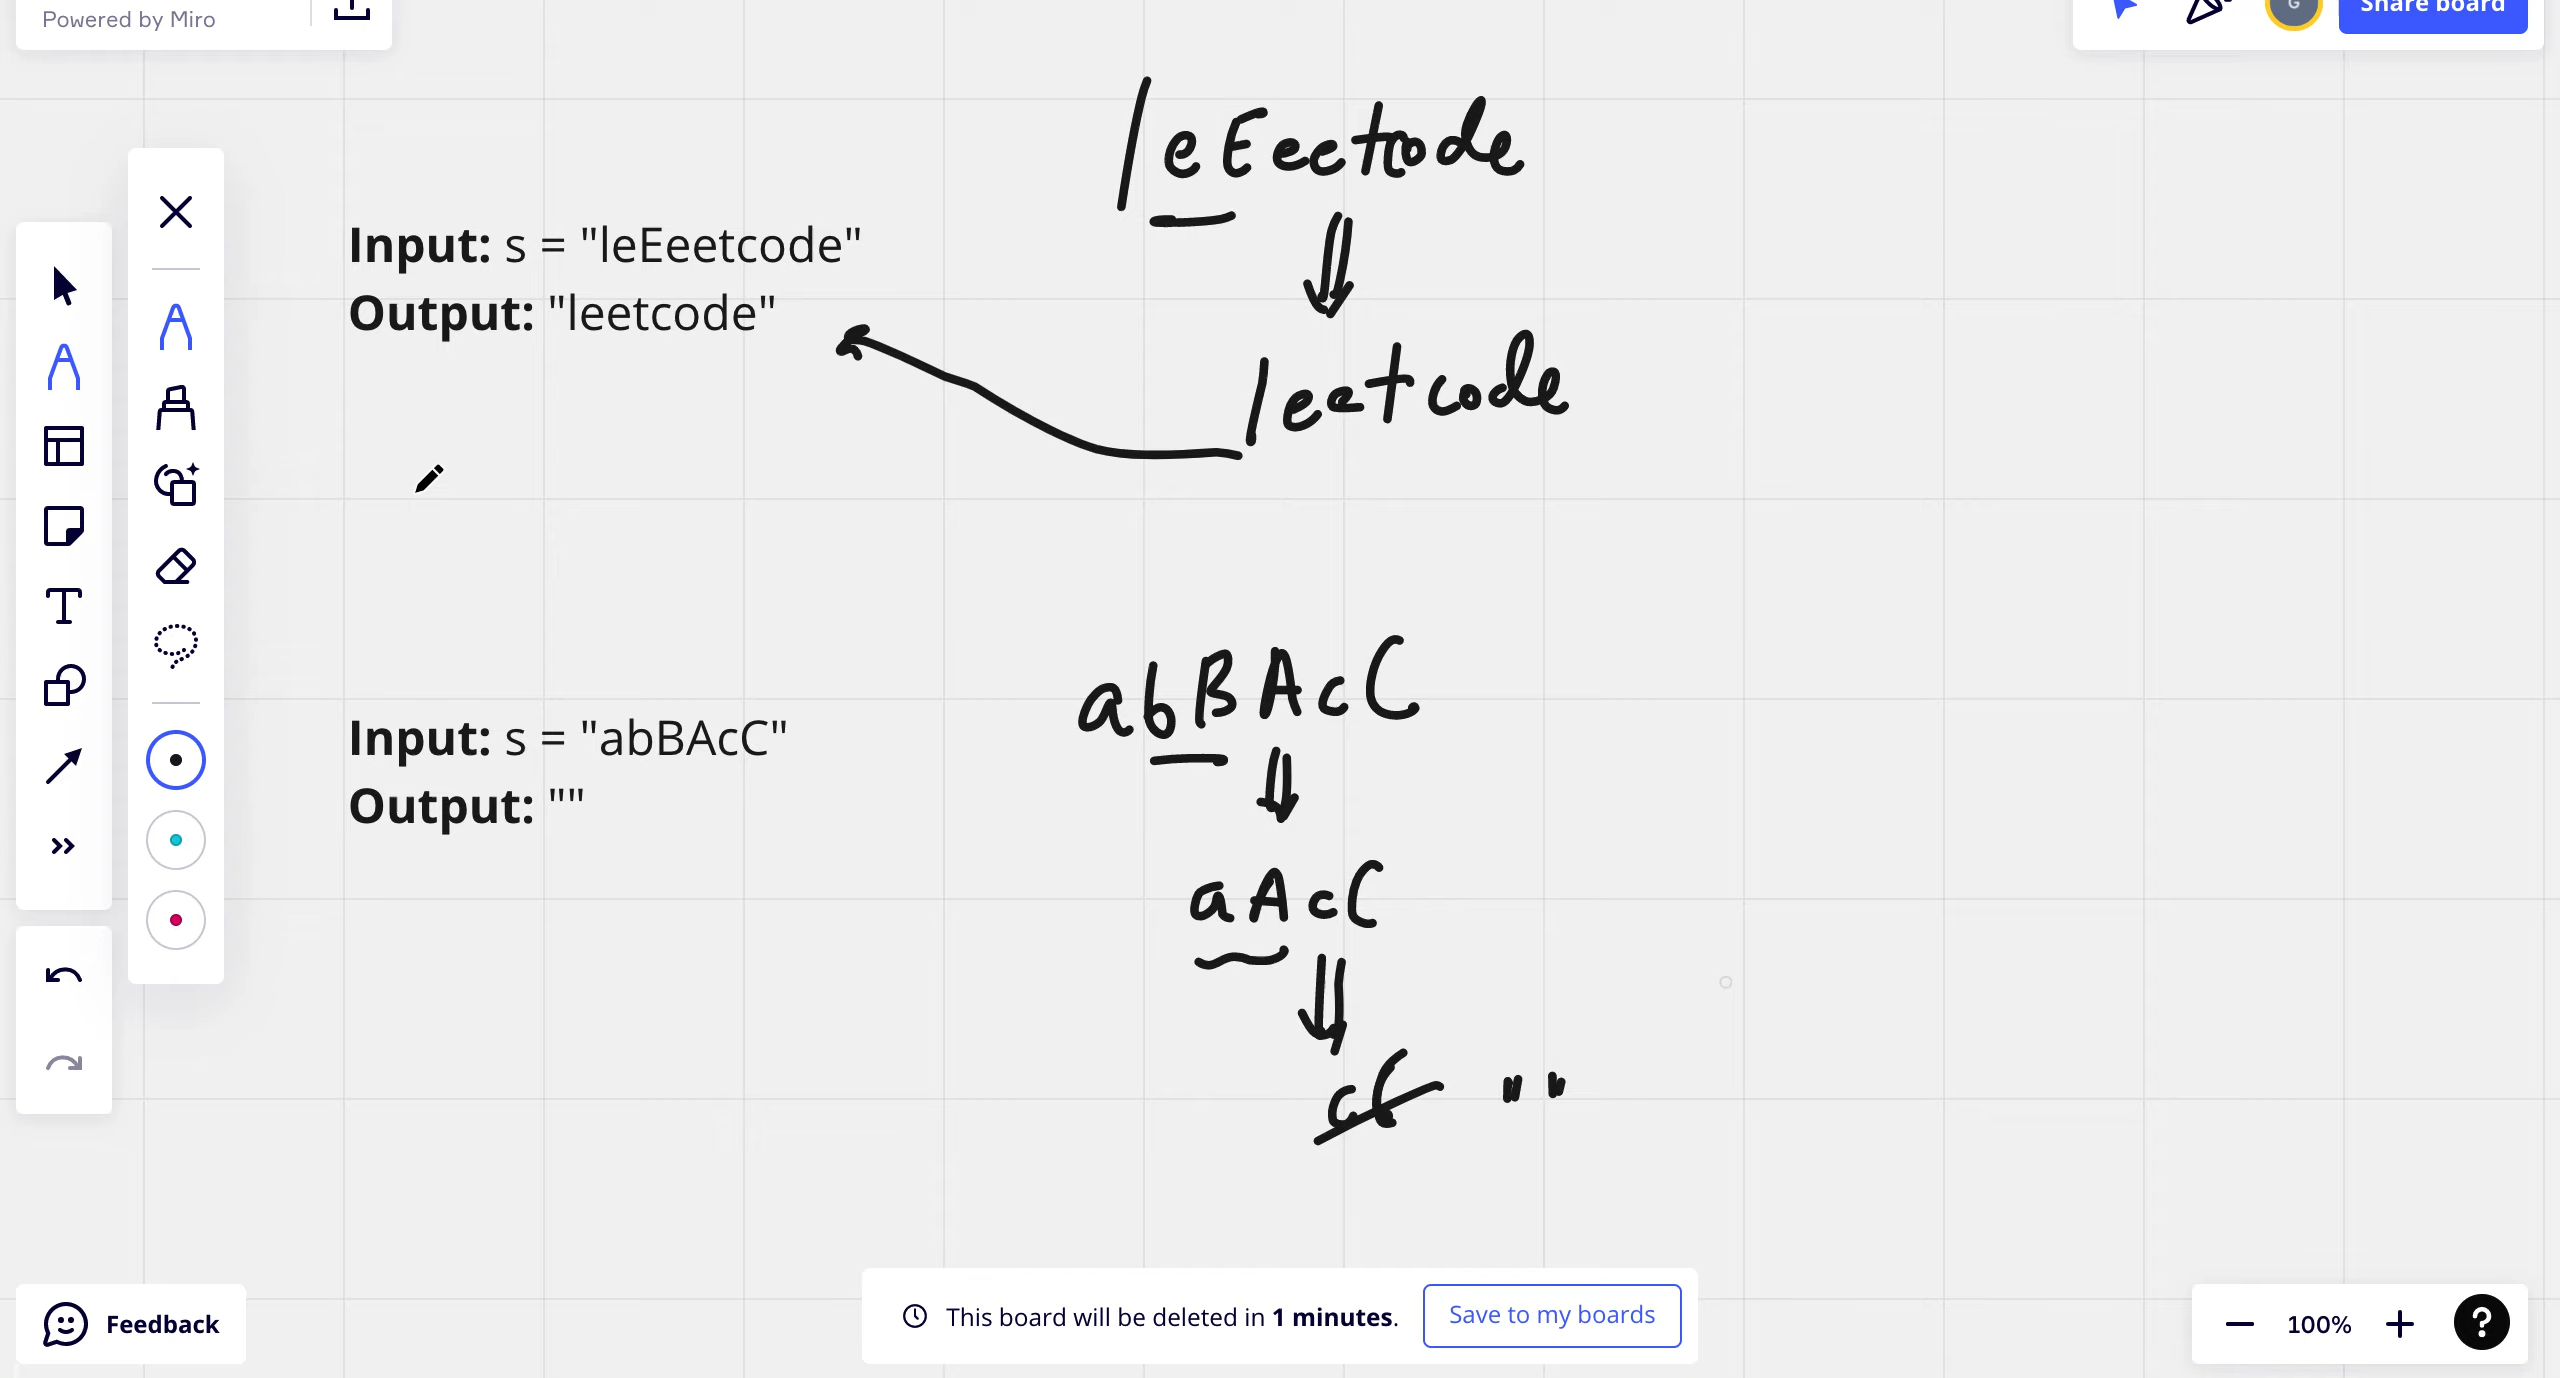 Powered by Miro
G
Share board
leEeetcode
Input: s = "leEeetcode"
Output: "leetcode"
leetcode
abBAcC
Input: s = "abBAcC"
Output: ""
aAcC
cC ""
Feedback
This board will be deleted in 1 minutes.
Save to my boards
100%